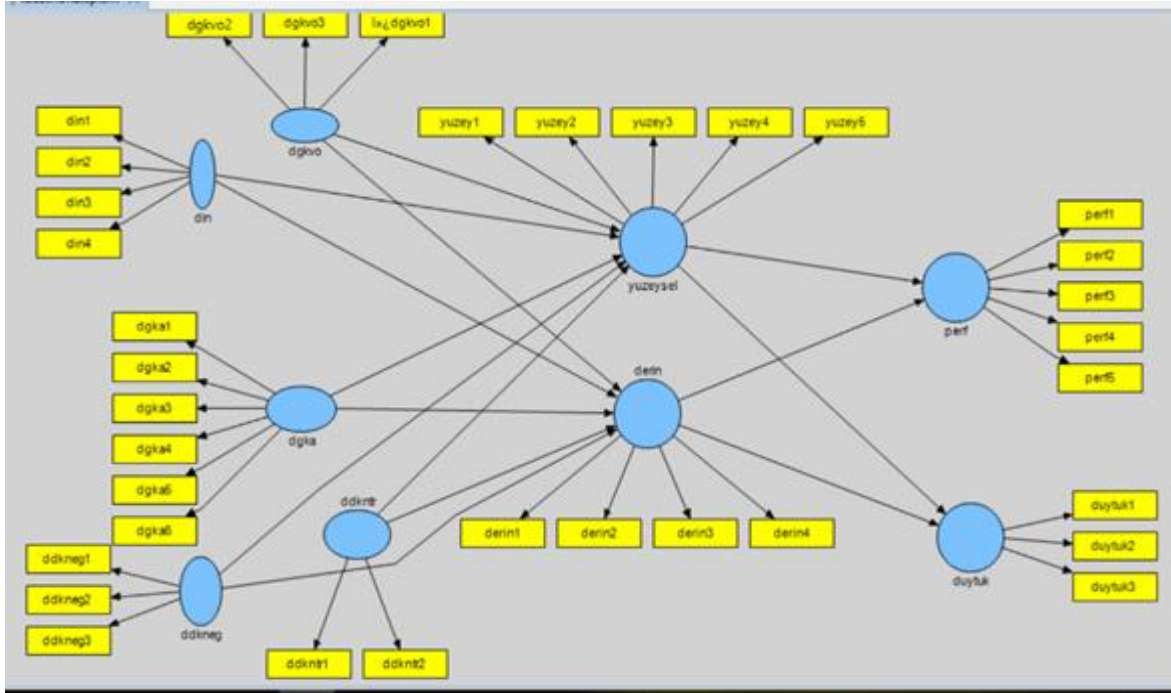 dgkvo2
dgkvo3
ï»¿dgkvo1
dgkvo
din1
din2
din3
din4
din
yuzey1
yuzey2
yuzey3
yuzey4
yuzey5
yuzeysel
perf1
perf2
perf3
perf4
perf5
perf
dgka1
dgka2
dgka3
dgka4
dgka5
dgka6
dgka
derin
derin1
derin2
derin3
derin4
ddkntr
ddkntr1
ddkntr2
ddkneg1
ddkneg2
ddkneg3
ddkneg
duytuk1
duytuk2
duytuk3
duytuk